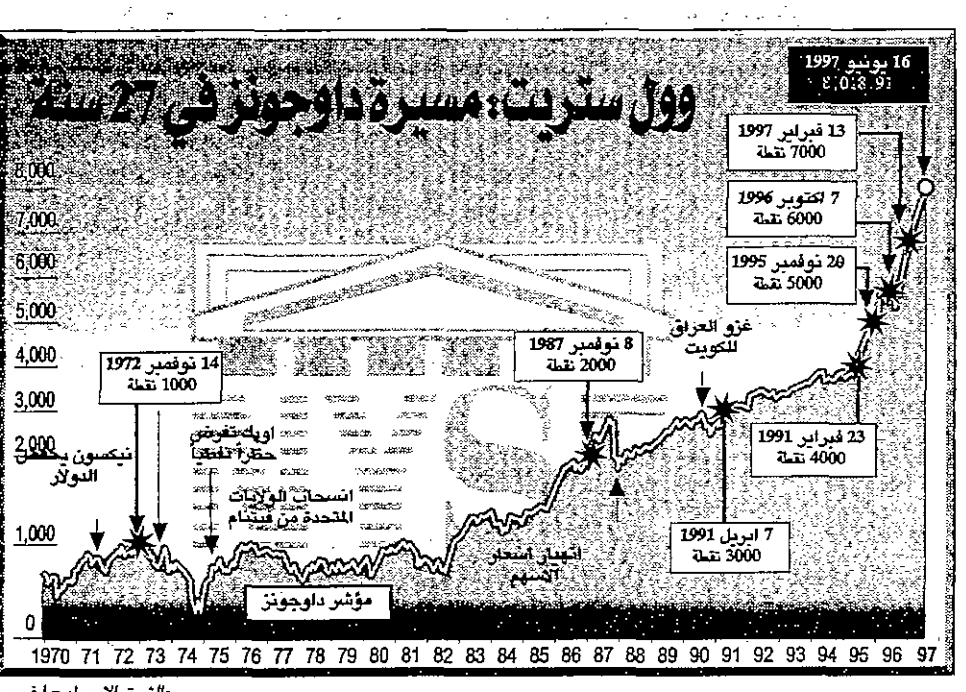 وول ستريت: مسيرة داوجونز في 27 سنة
16 يونيو 1997
13 فبراير 1997
7000 نقطة
7 اكتوبر 1996
6000 نقطة
20 نوفمبر 1995
5000 نقطة
غزو العراق
للكويت
8 نوفمبر 1987
2000 نقطة
14 نوفمبر 1972
1000 نقطة
نيكسون يخفض
الدولار
اوبك تفرض
حظراً نفطياً
انسحاب الولايات
المتحدة من فيتنام
انهيار اسعار
الاسهم
23 فبراير 1991
4000 نقطة
7 ابريل 1991
3000 نقطة
مؤشر داوجونز
NYSE
8,000
7,000
6,000
5,000
4,000
3,000
2,000
1,000
0
1970 71 72 73 74 75 76 77 78 79 80 81 82 83 84 85 86 87 88 89 90 91 92 93 94 95 96 97